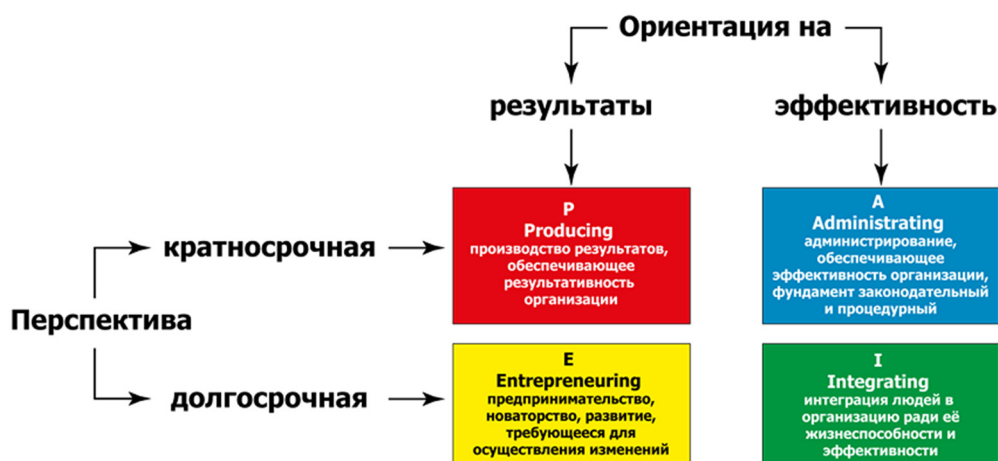 Ориентация на
результаты
эффективность
P
Producing
производство результатов,
обеспечивающее
результативность
организации
A
Administrating
администрирование,
обеспечивающее
эффективность организации,
фундамент законодательный
и процедурный
кратносрочная
Перспектива
долгосрочная
E
Entrepreneuring
предпринимательство,
новаторство, развитие,
требующееся для
осуществления изменений
I
Integrating
интеграция людей в
организацию ради её
жизнеспособности и
эффективности